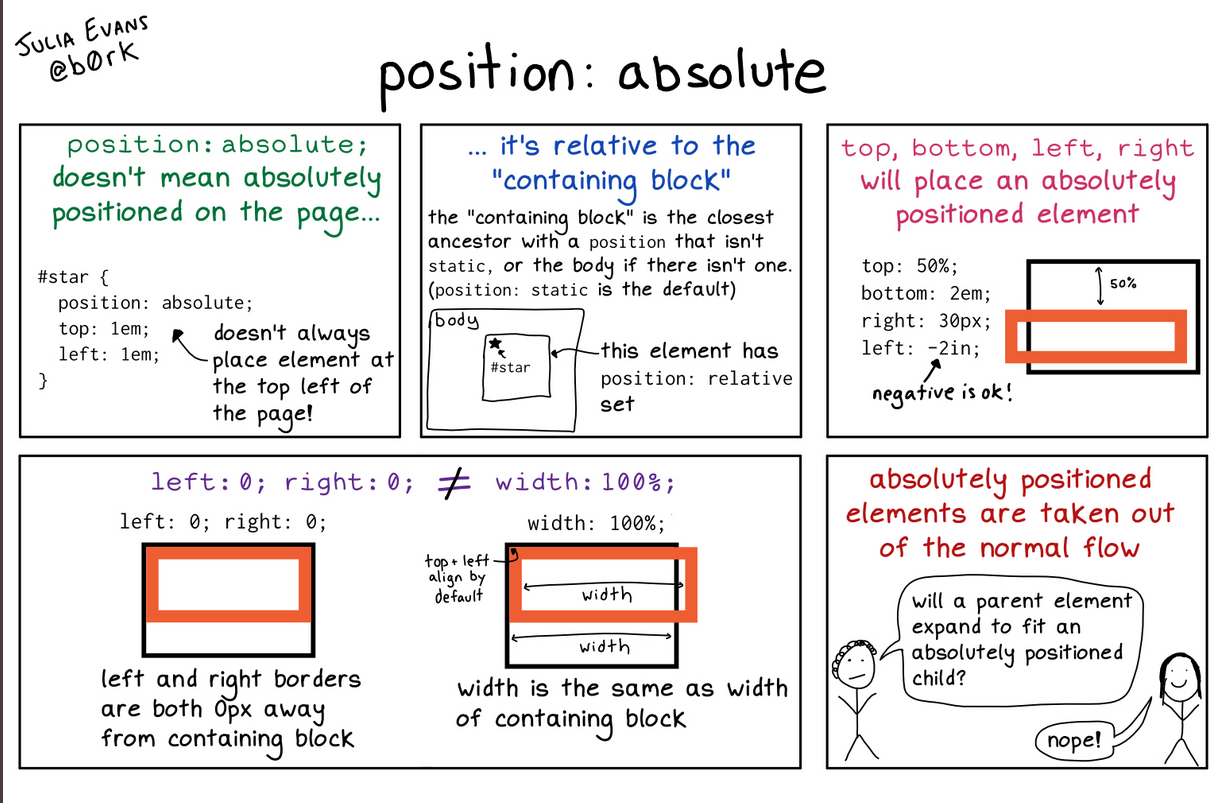 JULIA EVANS
@b0rk
position: absolute
position: absolute;
doesn't mean absolutely
positioned on the page...
#star {
position: absolute;
top: 1em;
left: 1em;
}
doesn't always
place element at
the top left of
the page!
... it's relative to the
"containing block"
the "containing block" is the closest
ancestor with a position that isn't
static, or the body if there isn't one.
(position: static is the default)
body
#star
this element has
position: relative
set
top, bottom, left, right
will place an absolutely
positioned element
top: 50%;
bottom: 2em;
right: 30px;
left: -2in;
negative is ok!
50%
left: 0; right: 0; ≠ width: 100%;
left: 0; right: 0;
left and right borders
are both 0px away
from containing block
width: 100%;
top + left
align by
default
width
width
width is the same as width
of containing block
absolutely positioned
elements are taken out
of the normal flow
will a parent element
expand to fit an
absolutely positioned
child?
nope!